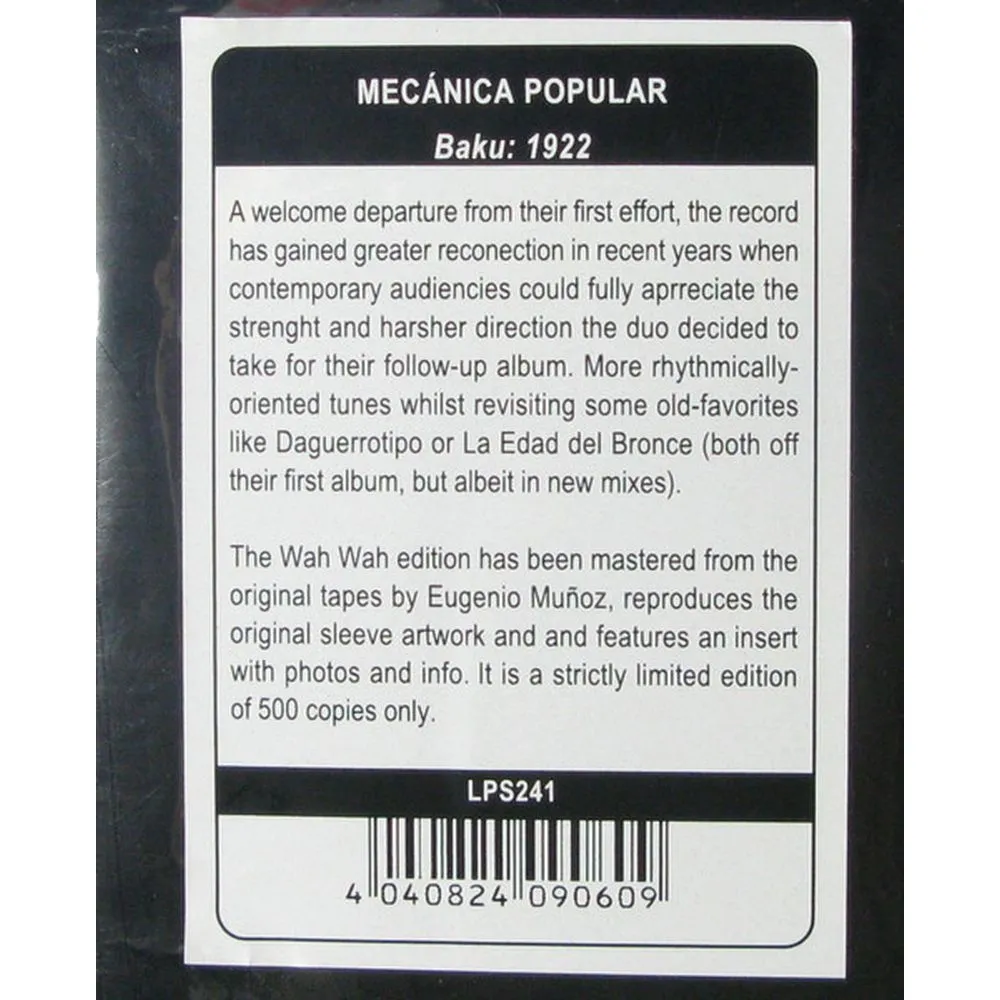 MECÁNICA POPULAR
Baku: 1922
A welcome departure from their first effort, the record
has gained greater reconection in recent years when
contemporary audiencies could fully aprreciate the
strenght and harsher direction the duo decided to
take for their follow-up album. More rhythmically-
oriented tunes whilst revisiting some old-favorites
like Daguerrotipo or La Edad del Bronce (both off
their first album, but albeit in new mixes).
The Wah Wah edition has been mastered from the
original tapes by Eugenio Muñoz, reproduces the
original sleeve artwork and and features an insert
with photos and info. It is a strictly limited edition
of 500 copies only.
LPS241
4 040824 090609